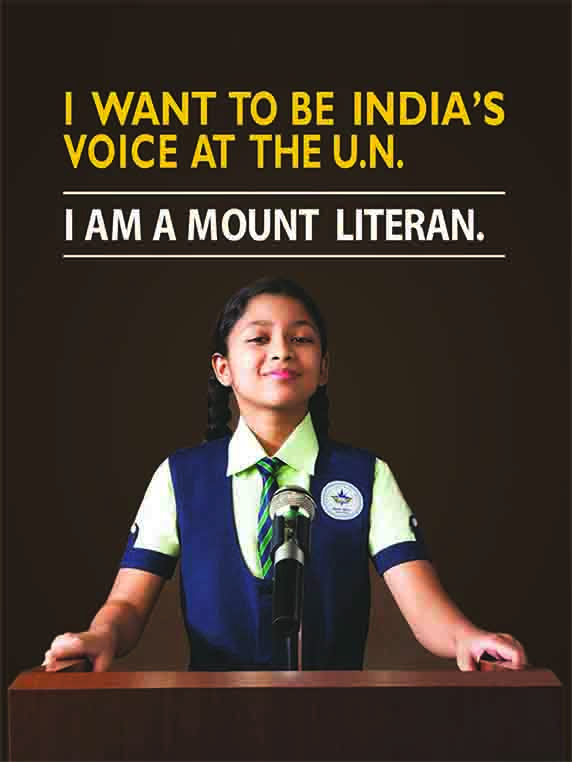 I WANT TO BE INDIA'S
VOICE AT THE U.N.
I AM A MOUNT LITERAN.